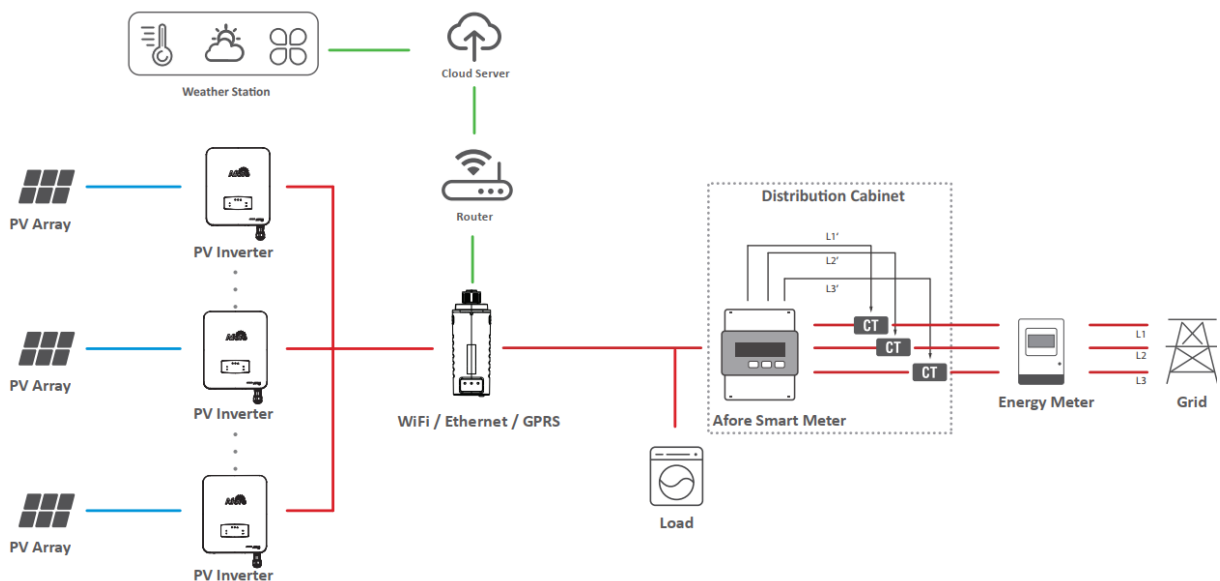 Weather Station
Cloud Server
Router
PV Array
PV Inverter
PV Array
PV Inverter
PV Array
PV Inverter
WiFi / Ethernet / GPRS
Load
Distribution Cabinet
L1'
L2'
L3'
CT
CT
CT
Afore Smart Meter
Energy Meter
L1
L2
L3
Grid